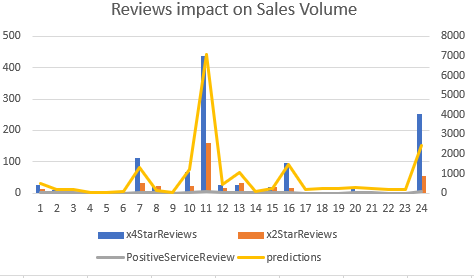 Reviews impact on Sales Volume
500 8000
400 7000
6000
300 5000
4000
200 3000
100 2000
1000
0 0
1 2 3 4 5 6 7 8 9 10 11 12 13 14 15 16 17 18 19 20 21 22 23 24
x4StarReviews x2StarReviews
PositiveServiceReview predictions